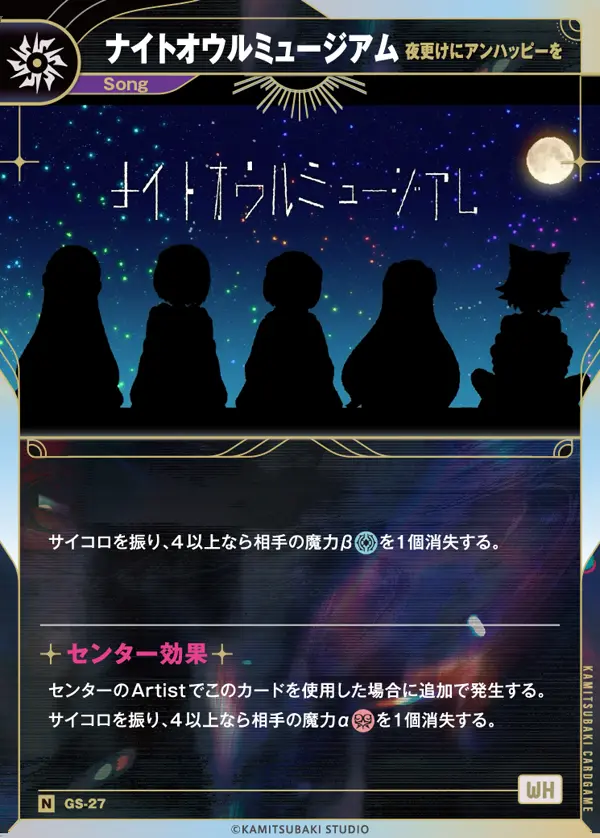 ナイトオウルミュージアム 夜更けにアンハッピーを
Song
ナイトオウルミュージアム
サイコロを振り、4以上なら相手の魔力βを1個消失する。
センター効果
センターのArtistでこのカードを使用した場合に追加で発生する。
サイコロを振り、4以上なら相手の魔力αを1個消失する。
KAMITSUBAKI CARDGAME
WH
N GS-27
©KAMITSUBAKI STUDIO